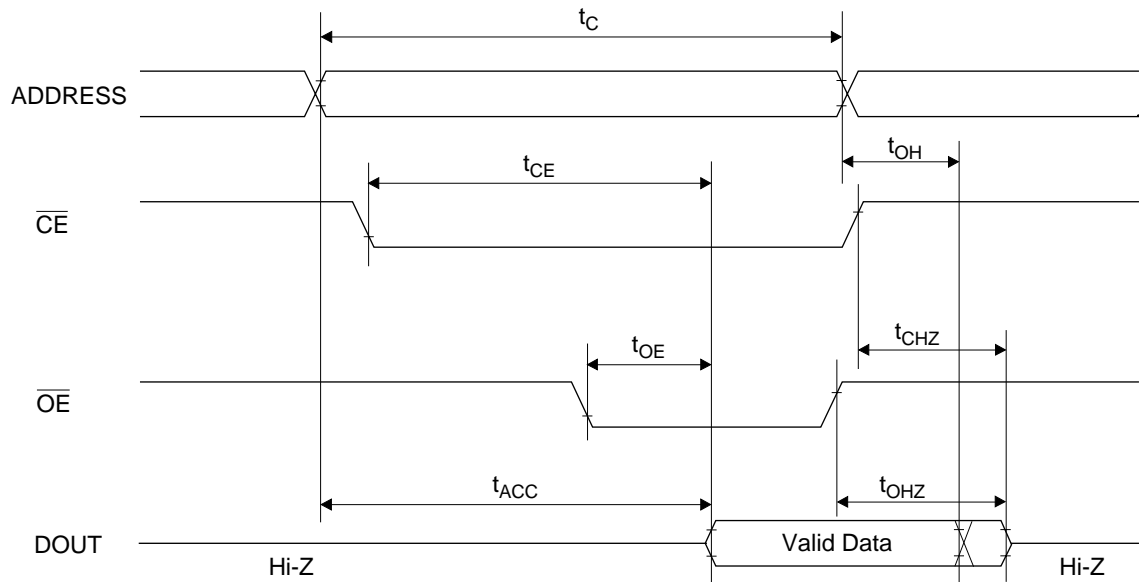 tC
ADDRESS
tOH
tCE
CE
tCHZ
tOE
OE
tACC
tOHZ
DOUT
Valid Data
Hi-Z
Hi-Z